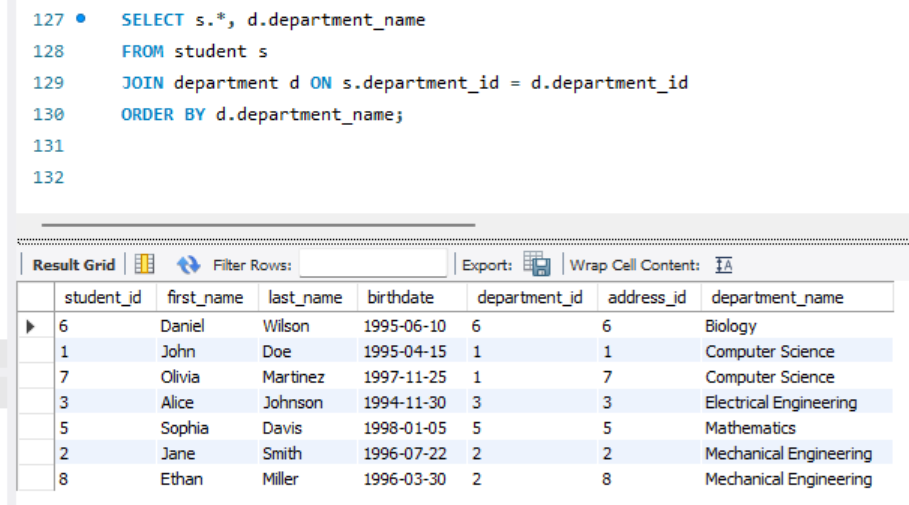 127 SELECT s.*, d.department_name
128 FROM student s
129 JOIN department d ON s.department_id = d.department_id
130 ORDER BY d.department_name;
131
132
Result Grid Filter Rows: Export: Wrap Cell Content: IA
student_id first_name last_name birthdate department_id address_id department_name
6 Daniel Wilson 1995-06-10 6 6 Biology
1 John Doe 1995-04-15 1 1 Computer Science
7 Olivia Martinez 1997-11-25 1 7 Computer Science
3 Alice Johnson 1994-11-30 3 3 Electrical Engineering
5 Sophia Davis 1998-01-05 5 5 Mathematics
2 Jane Smith 1996-07-22 2 2 Mechanical Engineering
8 Ethan Miller 1996-03-30 2 8 Mechanical Engineering